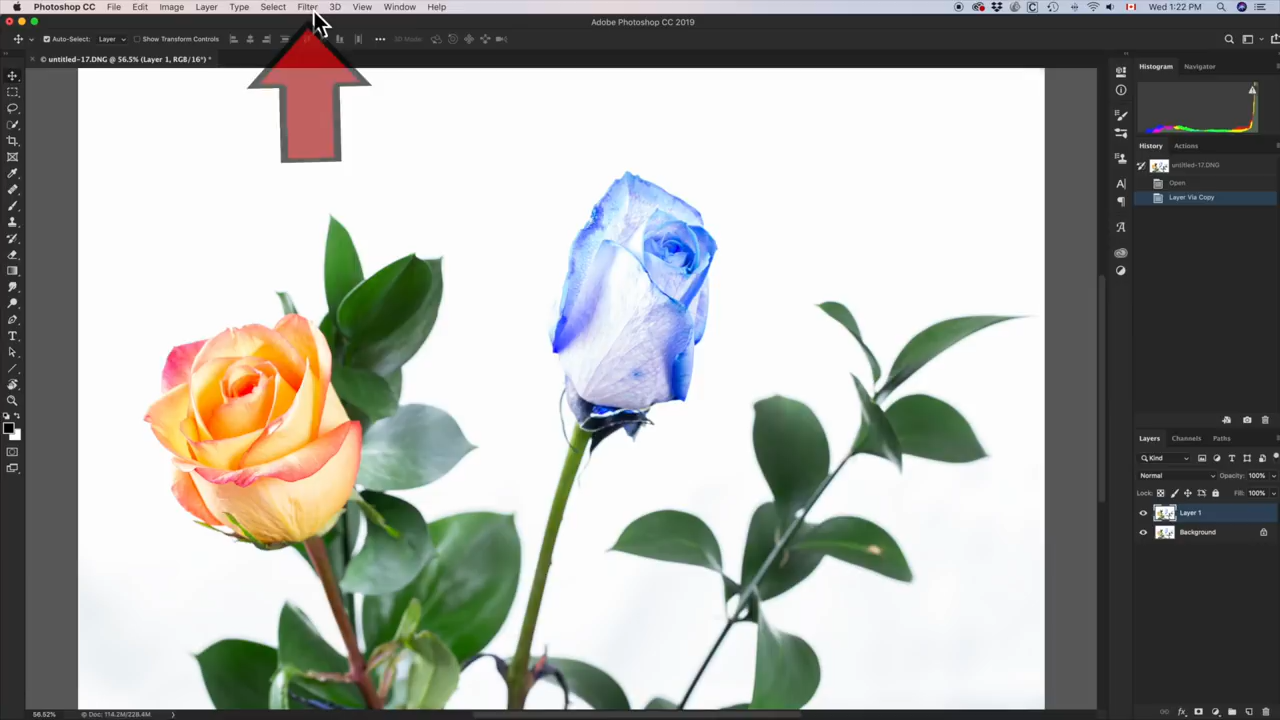 Photoshop CC File Edit Image Layer Type Select Filter 3D View Window Help
Wed 1:22 PM
Adobe Photoshop CC 2019
Auto-Select: Layer Show Transform Controls 3D Mode:
untitled-17.DNG @ 56.5% (Layer 1, RGB/16*) *
Histogram Navigator
History Actions
untitled-17.DNG
Open
Layer Via Copy
Layers Channels Paths
Kind
Normal Opacity: 100%
Lock: Fill: 100%
Layer 1
Background
56.52% Doc: 114.2M/228.4M